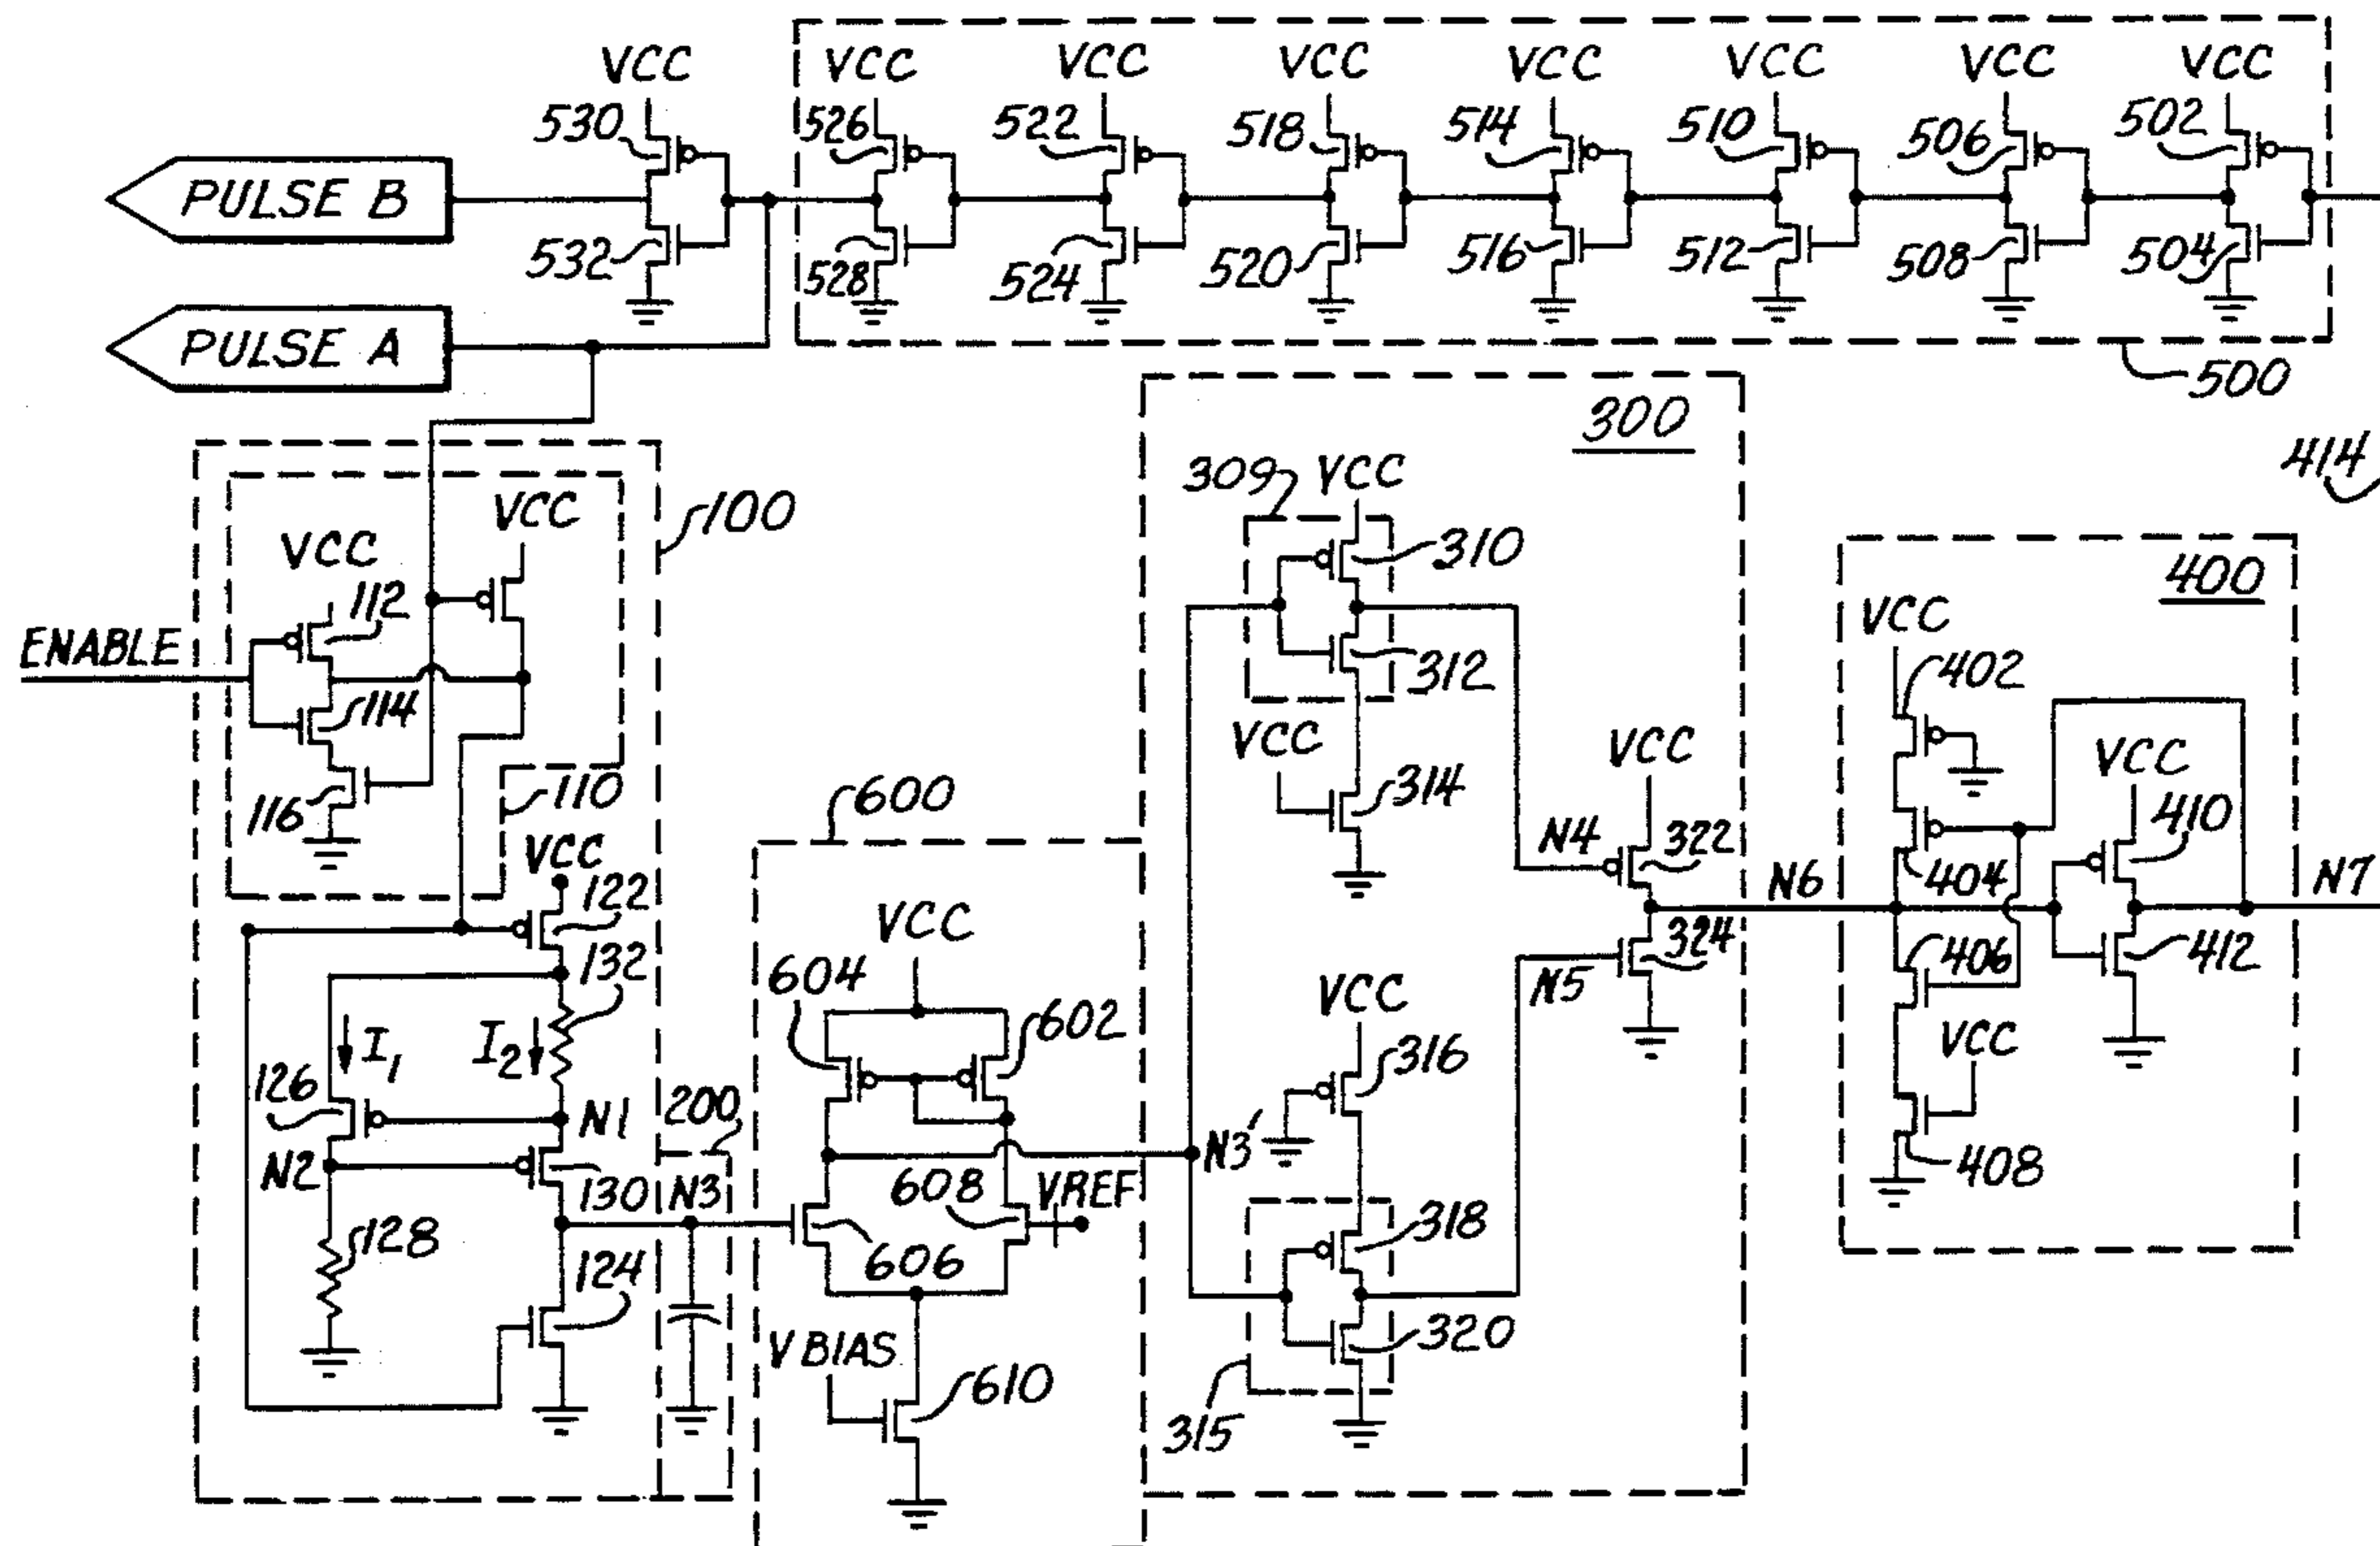 VCC VCC VCC VCC VCC VCC VCC VCC
530 526 522 518 514 510 506 502
PULSE B
532 528 524 520 516 512 508 504
PULSE A
500
300
414
309 VCC
100
VCC
VCC
310
400
112
VCC
ENABLE
312
402
114
VCC
VCC
VCC
314
116
110
600
410
VCC
N4 322
122
N6
404
N7
VCC
324
132
406
412
604
N5
VCC
602
I1
I2
316
VCC
126
200
N1
N3'
N2
408
130
N3
608 VREF
318
128
606
124
320
VBIAS
610
315